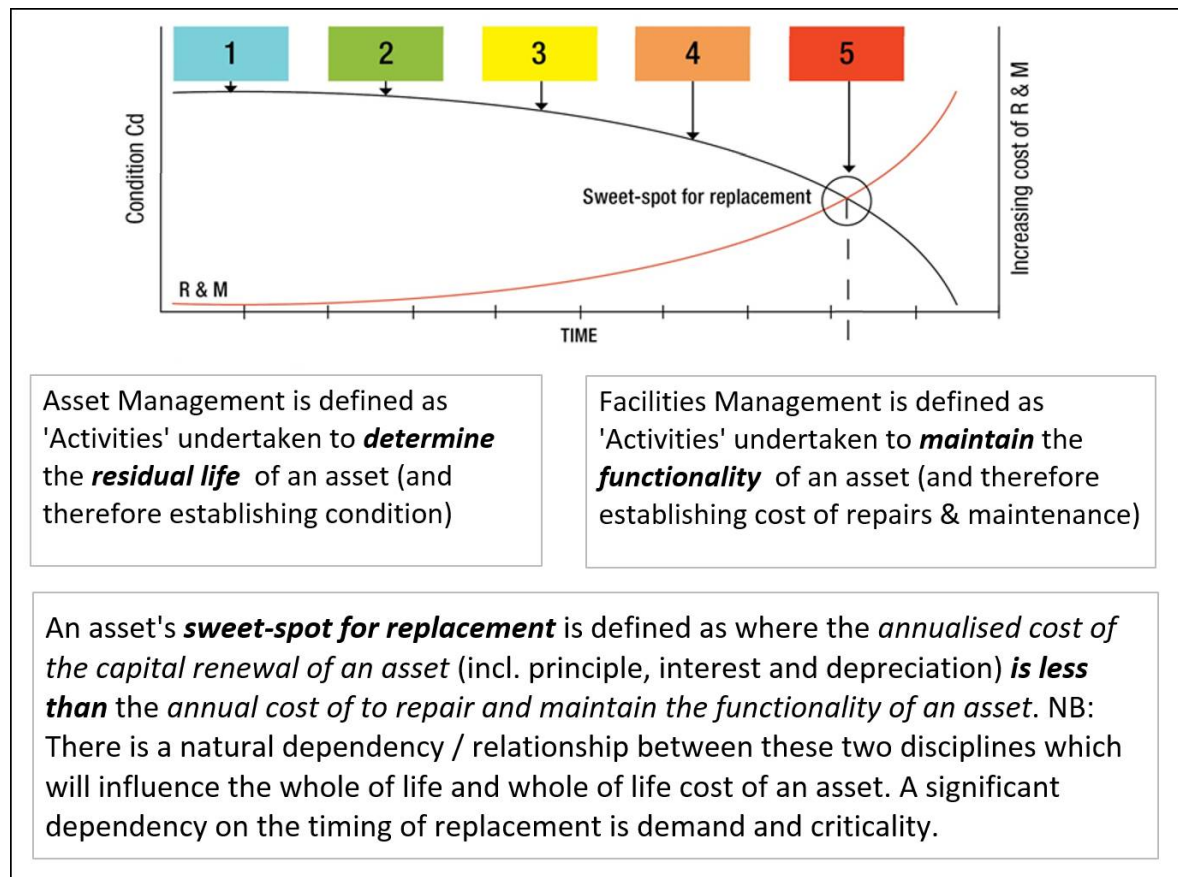 1
2
3
4
5
Condition Cd
Increasing cost of R & M
Sweet-spot for replacement
R & M
TIME
Asset Management is defined as
'Activities' undertaken to determine
the residual life of an asset (and
therefore establishing condition)
Facilities Management is defined as
'Activities' undertaken to maintain the
functionality of an asset (and therefore
establishing cost of repairs & maintenance)
An asset's sweet-spot for replacement is defined as where the annualised cost of
the capital renewal of an asset (incl. principle, interest and depreciation) is less
than the annual cost of to repair and maintain the functionality of an asset. NB:
There is a natural dependency / relationship between these two disciplines which
will influence the whole of life and whole of life cost of an asset. A significant
dependency on the timing of replacement is demand and criticality.